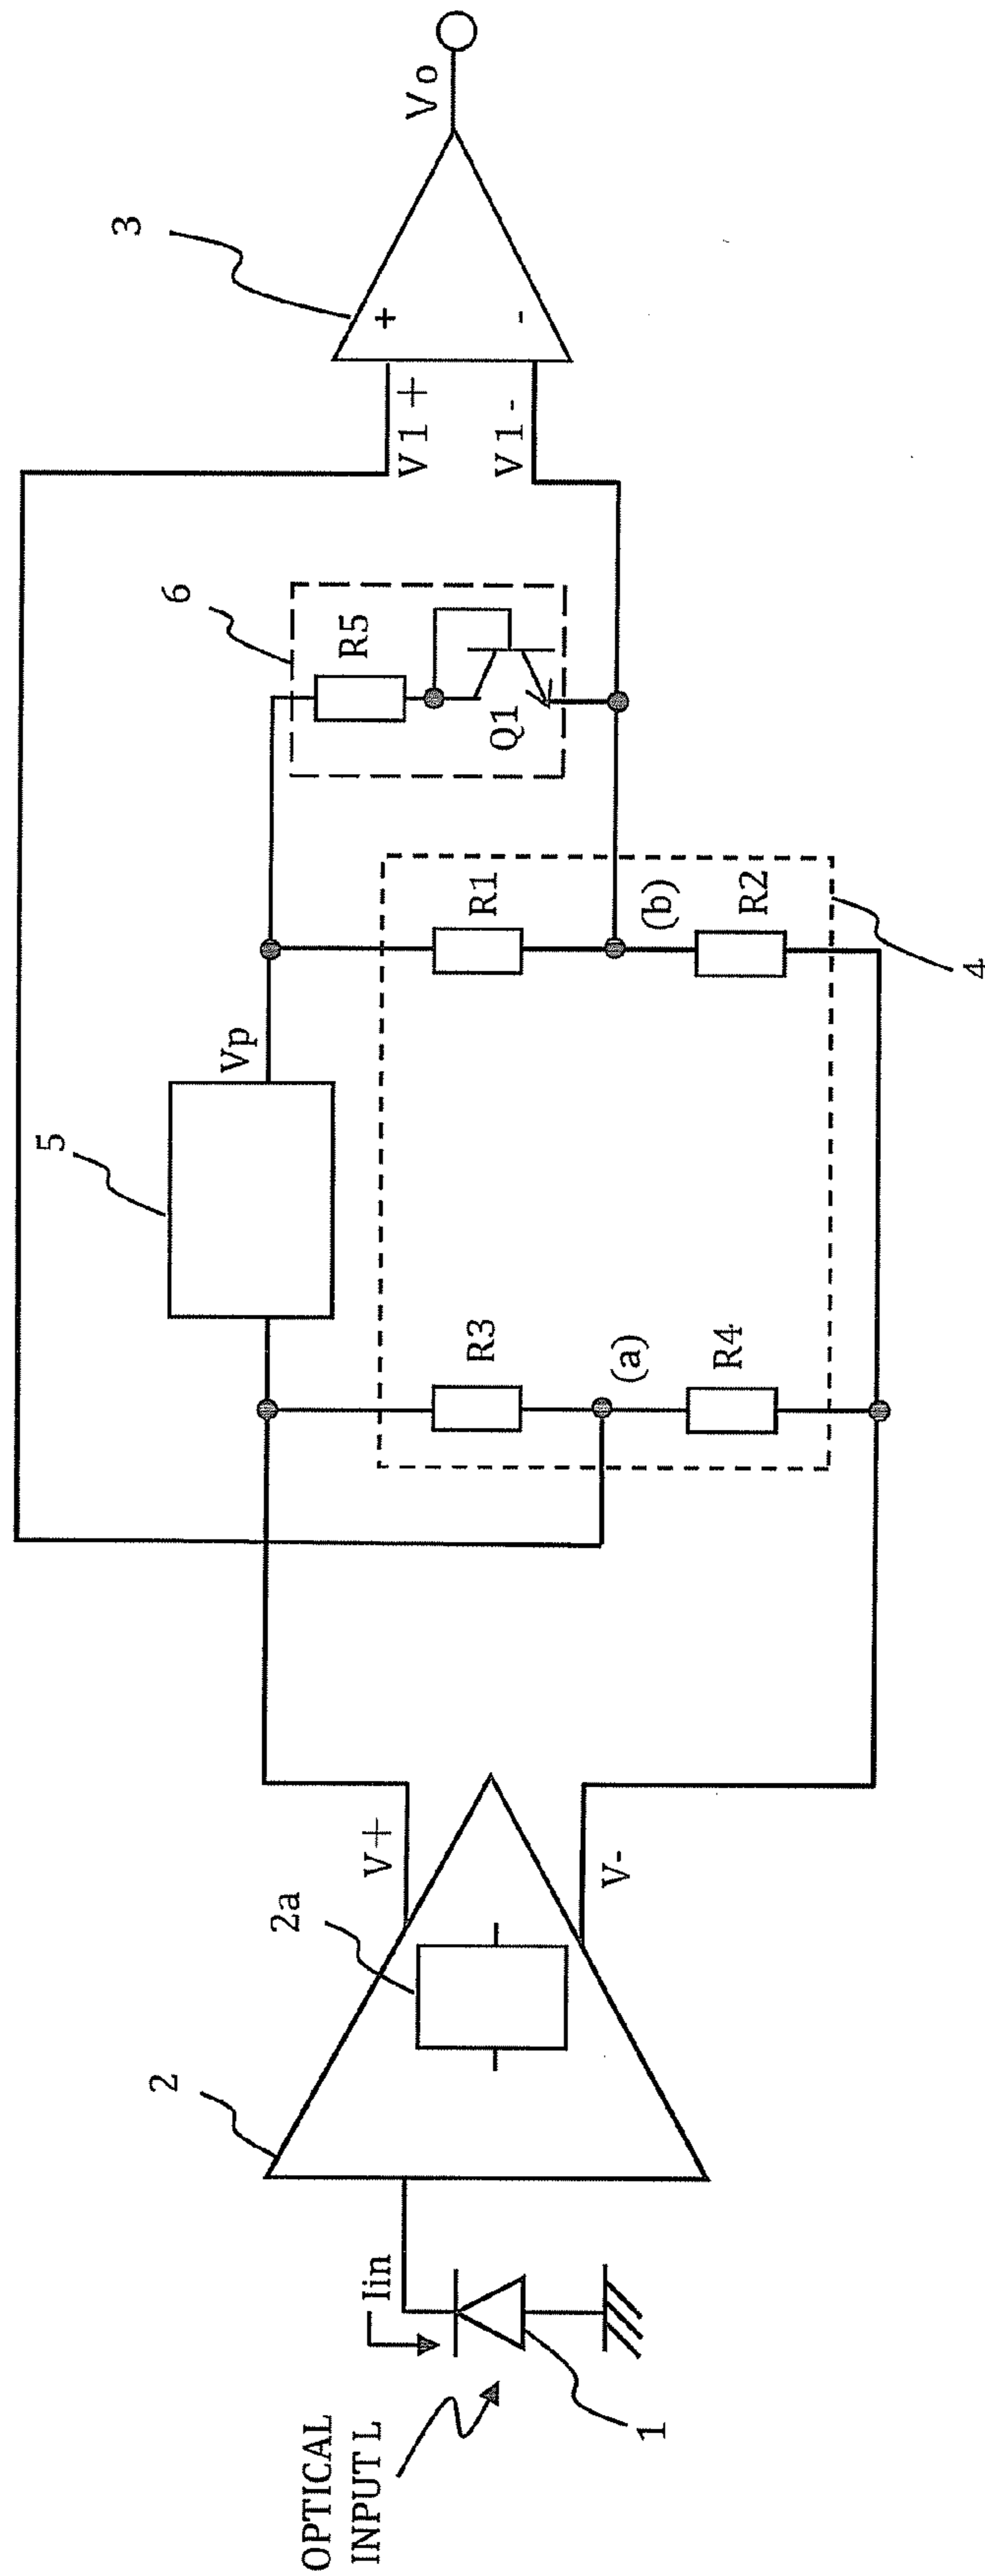 OPTICAL
INPUT L
Iin
1
2
2a
V+
V-
5
Vp
R3
(a)
R4
R1
(b)
R2
4
6
R5
Q1
V1+
V1-
3
+
-
Vo